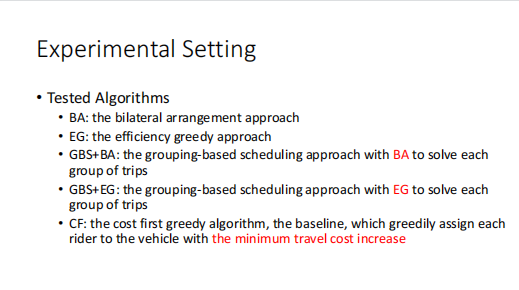 Experimental Setting
• Tested Algorithms
• BA: the bilateral arrangement approach
• EG: the efficiency greedy approach
• GBS+BA: the grouping-based scheduling approach with BA to solve each
group of trips
• GBS+EG: the grouping-based scheduling approach with EG to solve each
group of trips
• CF: the cost first greedy algorithm, the baseline, which greedily assign each
rider to the vehicle with the minimum travel cost increase